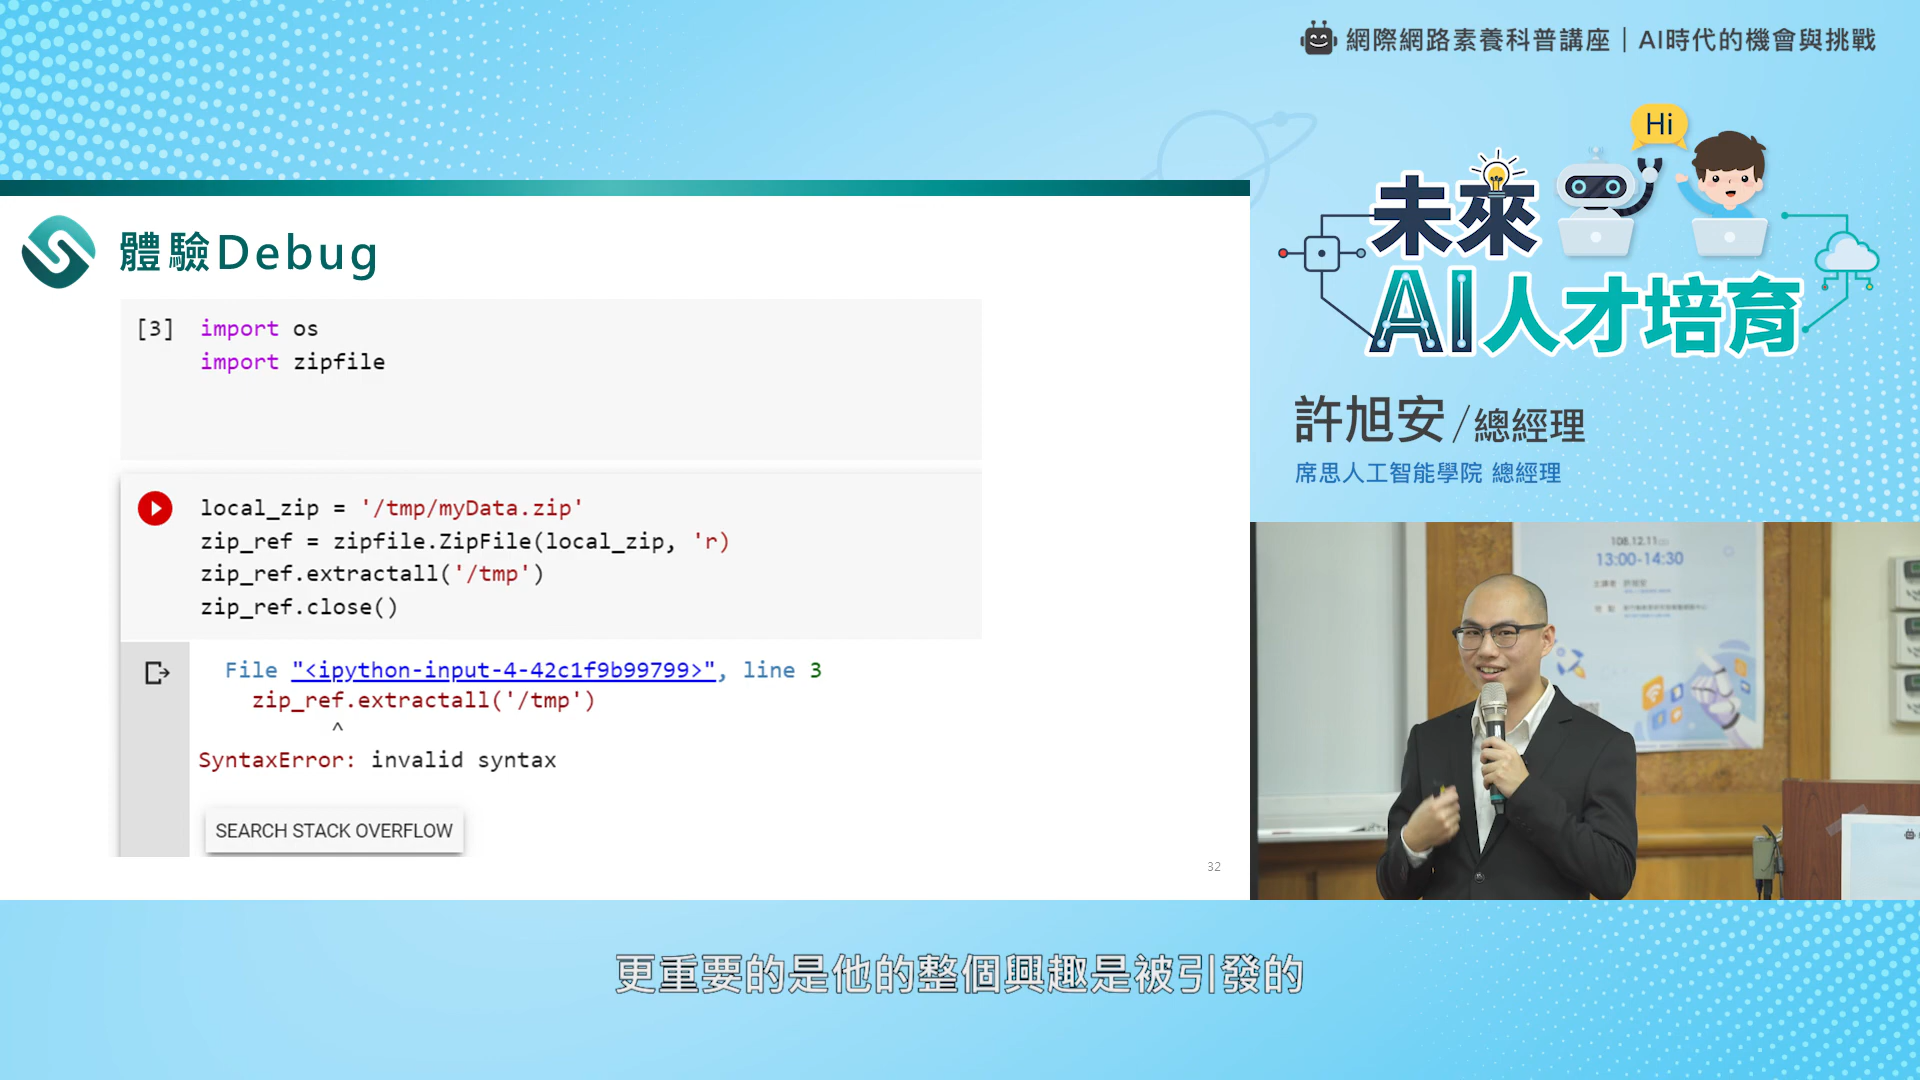 網際網路素養科普講座｜AI時代的機會與挑戰
Hi
未來
AI人才培育
許旭安/總經理
席思人工智能學院 總經理
體驗Debug
[3] import os
import zipfile
local_zip = '/tmp/myData.zip'
zip_ref = zipfile.ZipFile(local_zip, 'r)
zip_ref.extractall('/tmp')
zip_ref.close()
File "<ipython-input-4-42c1f9b99799>", line 3
zip_ref.extractall('/tmp')
^
SyntaxError: invalid syntax
SEARCH STACK OVERFLOW
32
108.12.11
13:00-14:30
更重要的是他的整個興趣是被引發的